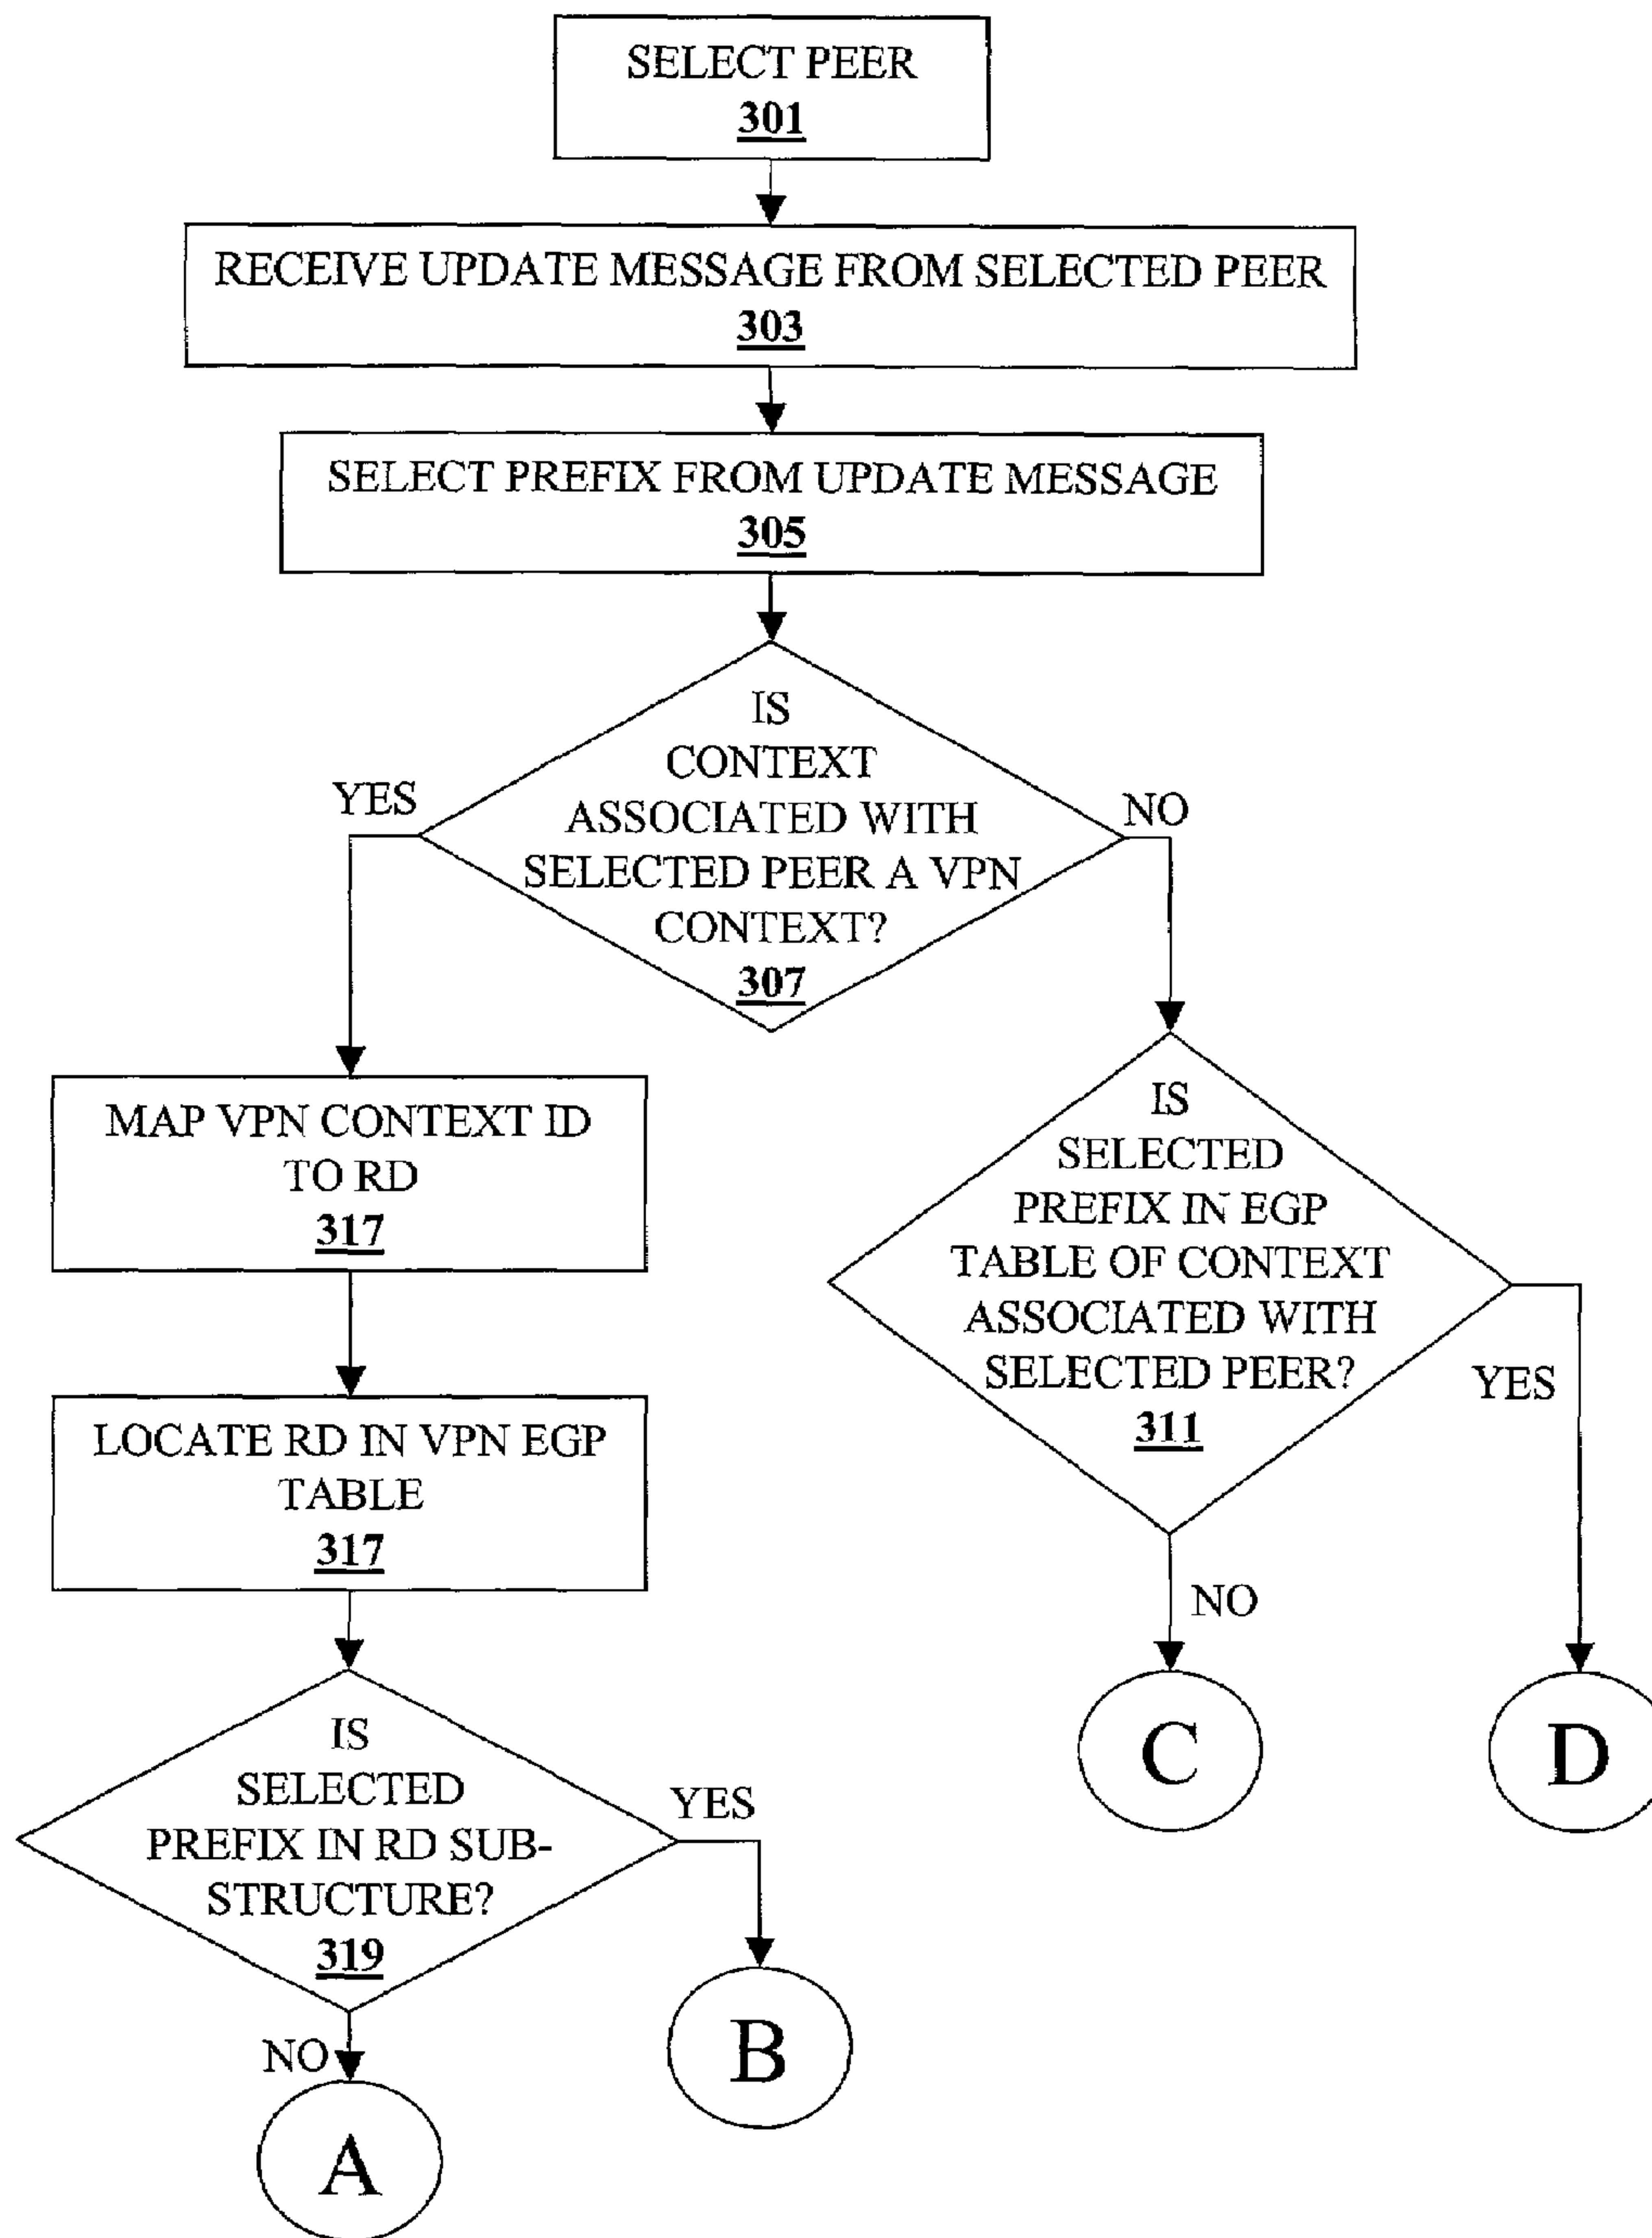 SELECT PEER
301
RECEIVE UPDATE MESSAGE FROM SELECTED PEER
303
SELECT PREFIX FROM UPDATE MESSAGE
305
IS
CONTEXT
ASSOCIATED WITH
SELECTED PEER A VPN
CONTEXT?
307
YES
NO
MAP VPN CONTEXT ID
TO RD
317
LOCATE RD IN VPN EGP
TABLE
317
IS
SELECTED
PREFIX IN RD SUB-
STRUCTURE?
319
YES
B
NO
A
IS
SELECTED
PREFIX IN EGP
TABLE OF CONTEXT
ASSOCIATED WITH
SELECTED PEER?
311
YES
NO
C
D